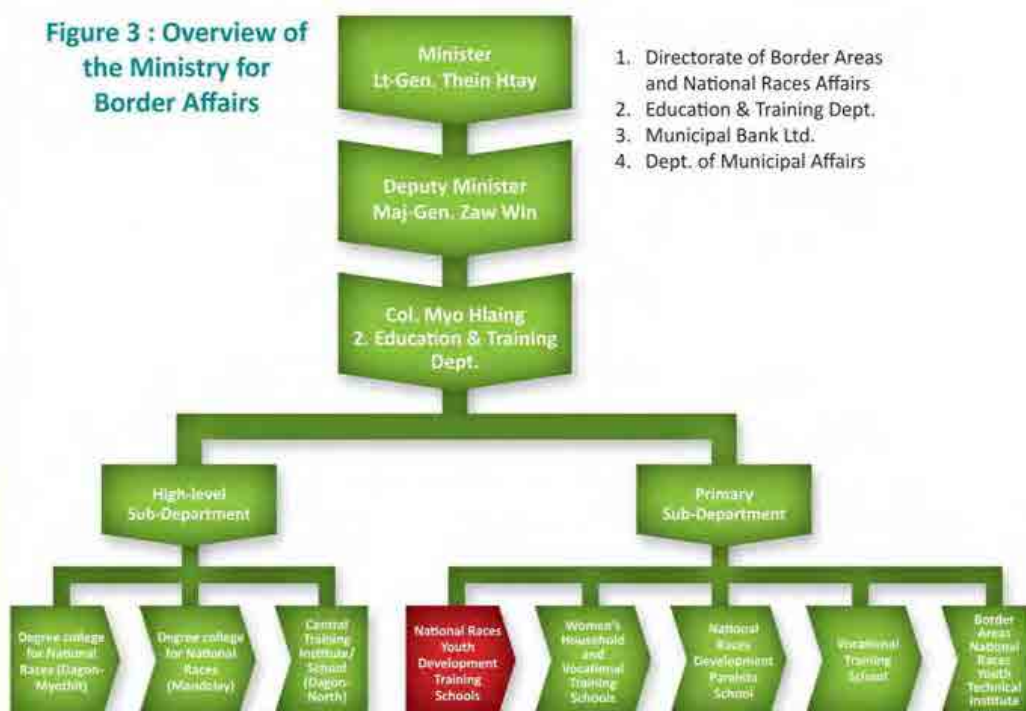 Figure 3 : Overview of
the Ministry for
Border Affairs
Minister
Lt-Gen. Thein Htay
1. Directorate of Border Areas
and National Races Affairs
2. Education & Training Dept.
3. Municipal Bank Ltd.
4. Dept. of Municipal Affairs
Deputy Minister
Maj-Gen. Zaw Win
Col. Myo Hlaing
2. Education & Training
Dept.
High-level
Sub-Department
Primary
Sub-Department
Degree college
for National
Races (Dagon-
Myothit)
Degree college
for National
Races
(Mandaley)
Central
Training
Institute/
School
(Dagon-
North)
National Races
Youth
Development
Training
Schools
Women's
Household
and
Vocational
Training
Schools
National
Races
Development
Parahita
School
Vocational
Training
School
Border
Areas
National
Races
Youth
Technical
Institute